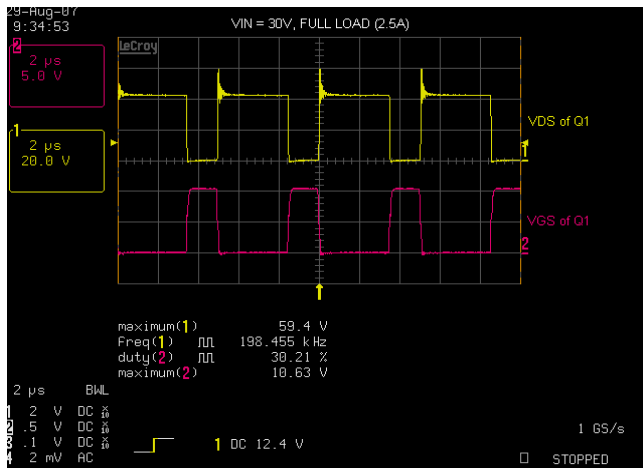 29-Aug-07
9:34:53
VIN = 30V, FULL LOAD (2.5A)
LeCroy
2
2 µs
5.0 V
1
2 µs
20.0 V
VDS of Q1
1
VGS of Q1
2
maximum(1) 59.4 V
freq(1) 198.455 kHz
duty(2) 30.21 %
maximum(2) 10.63 V
2 µs BWL
1 2 V DC X10
2 .5 V DC X10
3 .1 V DC X10
4 2 mV AC
1 DC 12.4 V
1 GS/s
STOPPED